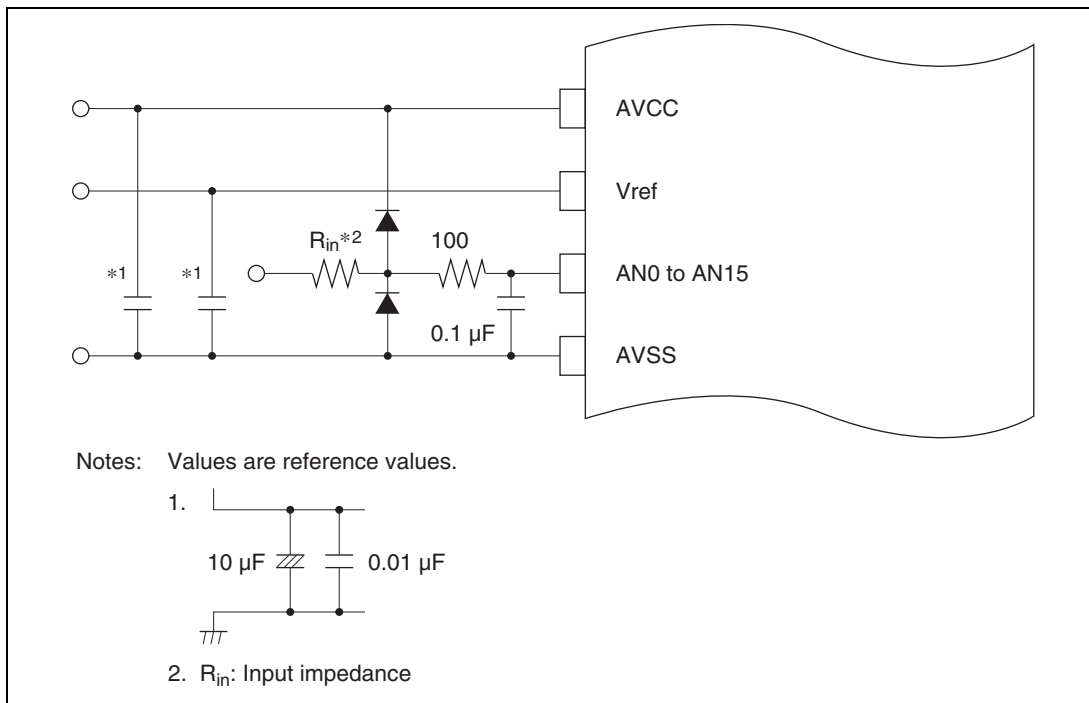 AVCC
Vref
Rin*2
100
*1
*1
AN0 to AN15
0.1 µF
AVSS
Notes: Values are reference values.
1.
10 µF
0.01 µF
2. Rin: Input impedance